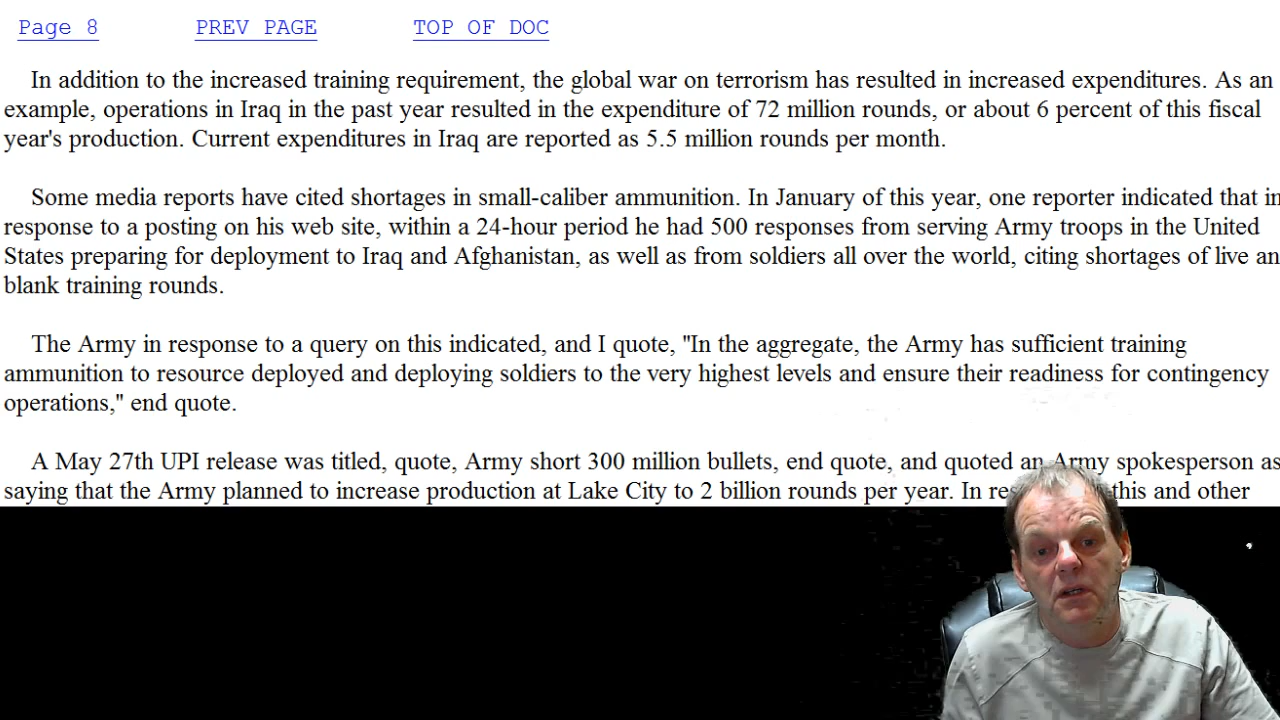 Page 8 PREV PAGE TOP OF DOC
In addition to the increased training requirement, the global war on terrorism has resulted in increased expenditures. As an
example, operations in Iraq in the past year resulted in the expenditure of 72 million rounds, or about 6 percent of this fiscal
year's production. Current expenditures in Iraq are reported as 5.5 million rounds per month.
Some media reports have cited shortages in small-caliber ammunition. In January of this year, one reporter indicated that in
response to a posting on his web site, within a 24-hour period he had 500 responses from serving Army troops in the United
States preparing for deployment to Iraq and Afghanistan, as well as from soldiers all over the world, citing shortages of live an
blank training rounds.
The Army in response to a query on this indicated, and I quote, "In the aggregate, the Army has sufficient training
ammunition to resource deployed and deploying soldiers to the very highest levels and ensure their readiness for contingency
operations," end quote.
A May 27th UPI release was titled, quote, Army short 300 million bullets, end quote, and quoted an Army spokesperson as
saying that the Army planned to increase production at Lake City to 2 billion rounds per year. In re this and other